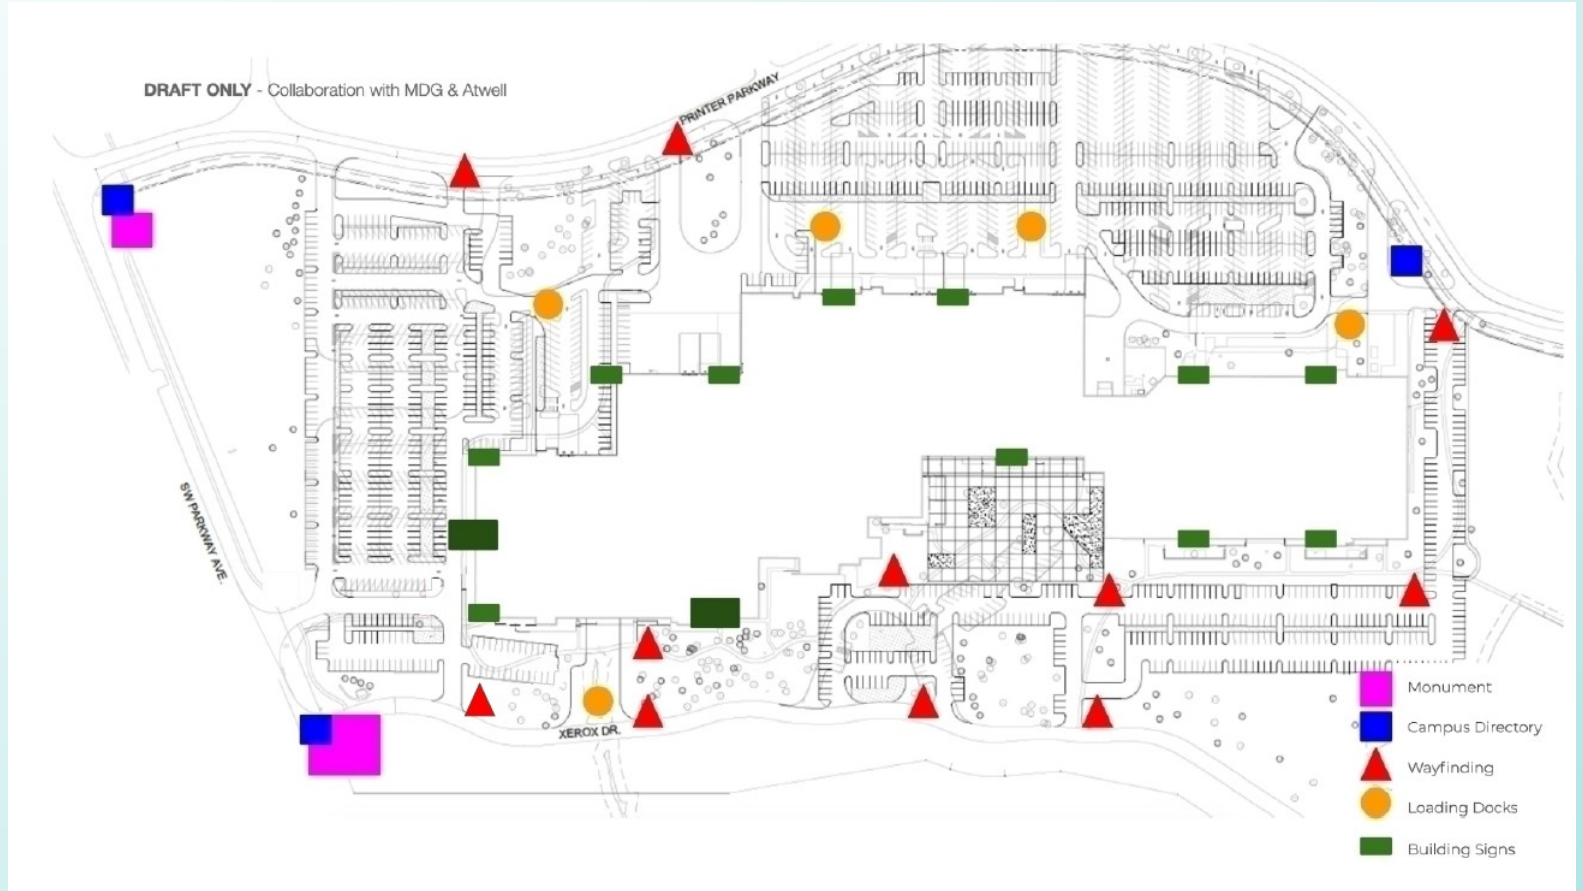 DRAFT ONLY - Collaboration with MDG & Atwell
PRINTER PARKWAY
SW PARKWAY AVE.
XEROX DR.
Monument
Campus Directory
Wayfinding
Loading Docks
Building Signs